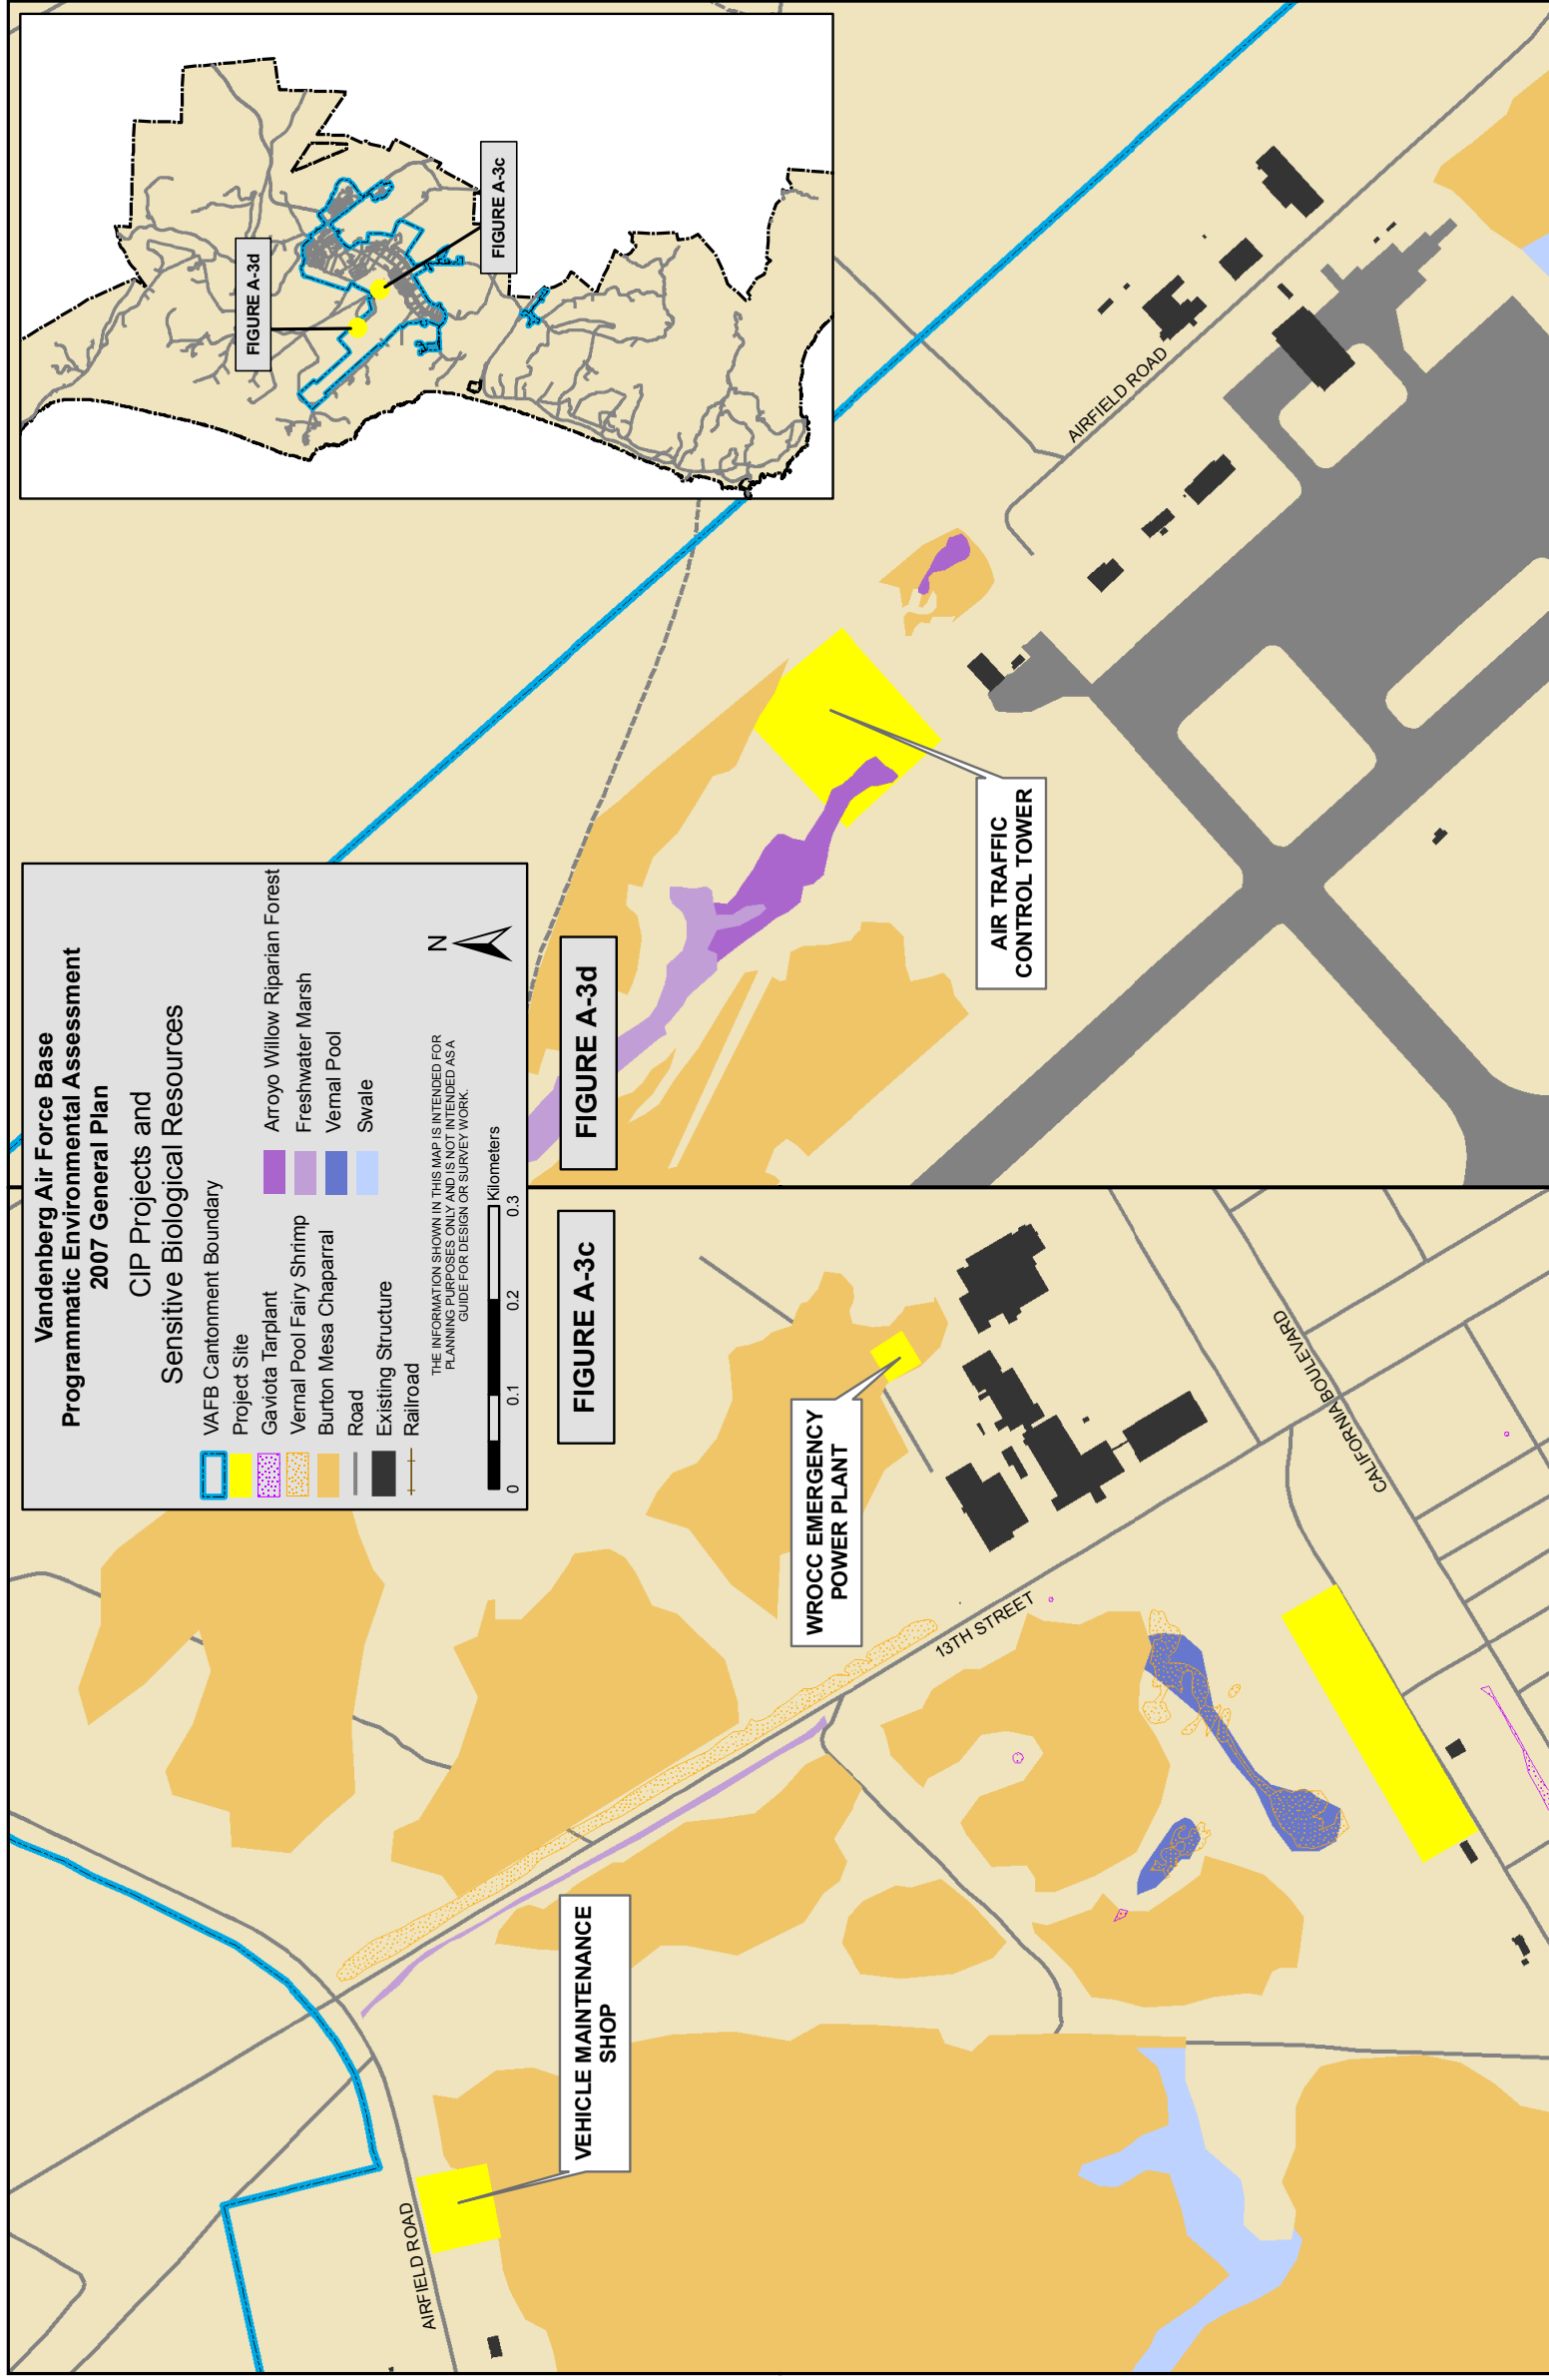 Vandenberg Air Force Base
Programmatic Environmental Assessment
2007 General Plan
CIP Projects and
Sensitive Biological Resources
VAFB Cantonment Boundary
Project Site
Gaviota Tarplant
Vernal Pool Fairy Shrimp
Burton Mesa Chaparral
Road
Existing Structure
Railroad
Arroyo Willow Riparian Forest
Freshwater Marsh
Vernal Pool
Swale
THE INFORMATION SHOWN IN THIS MAP IS INTENDED FOR
PLANNING PURPOSES ONLY AND IS NOT INTENDED AS A
GUIDE FOR DESIGN OR SURVEY WORK.
N
0 0.1 0.2 0.3
Kilometers
FIGURE A-3c
FIGURE A-3d
FIGURE A-3d
FIGURE A-3c
VEHICLE MAINTENANCE
SHOP
WROCC EMERGENCY
POWER PLANT
AIR TRAFFIC
CONTROL TOWER
AIRFIELD ROAD
13TH STREET
CALIFORNIA BOULEVARD
AIRFIELD ROAD